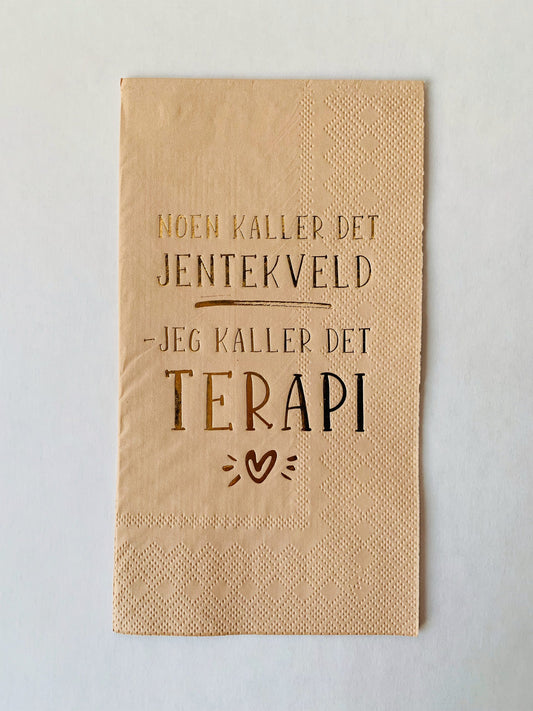 NOEN KALLER DET
JENTEKVELD
-JEG KALLER DET
TERAPI